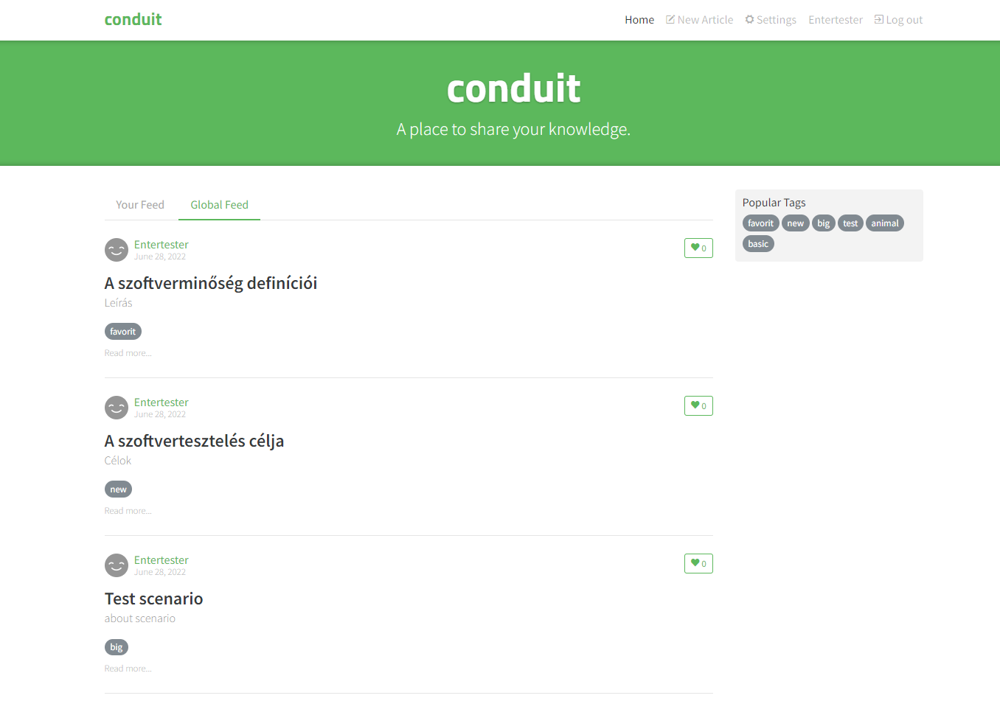 conduit
Home New Article Settings Entertester Log out
conduit
A place to share your knowledge.
Your Feed Global Feed
Entertester
June 28, 2022
0
A szoftverminőség definíciói
Leírás
favorit
Read more...
Entertester
June 28, 2022
0
A szoftvertesztelés célja
Célok
new
Read more...
Entertester
June 28, 2022
0
Test scenario
about scenario
big
Read more...
Popular Tags
favorit new big test animal
basic